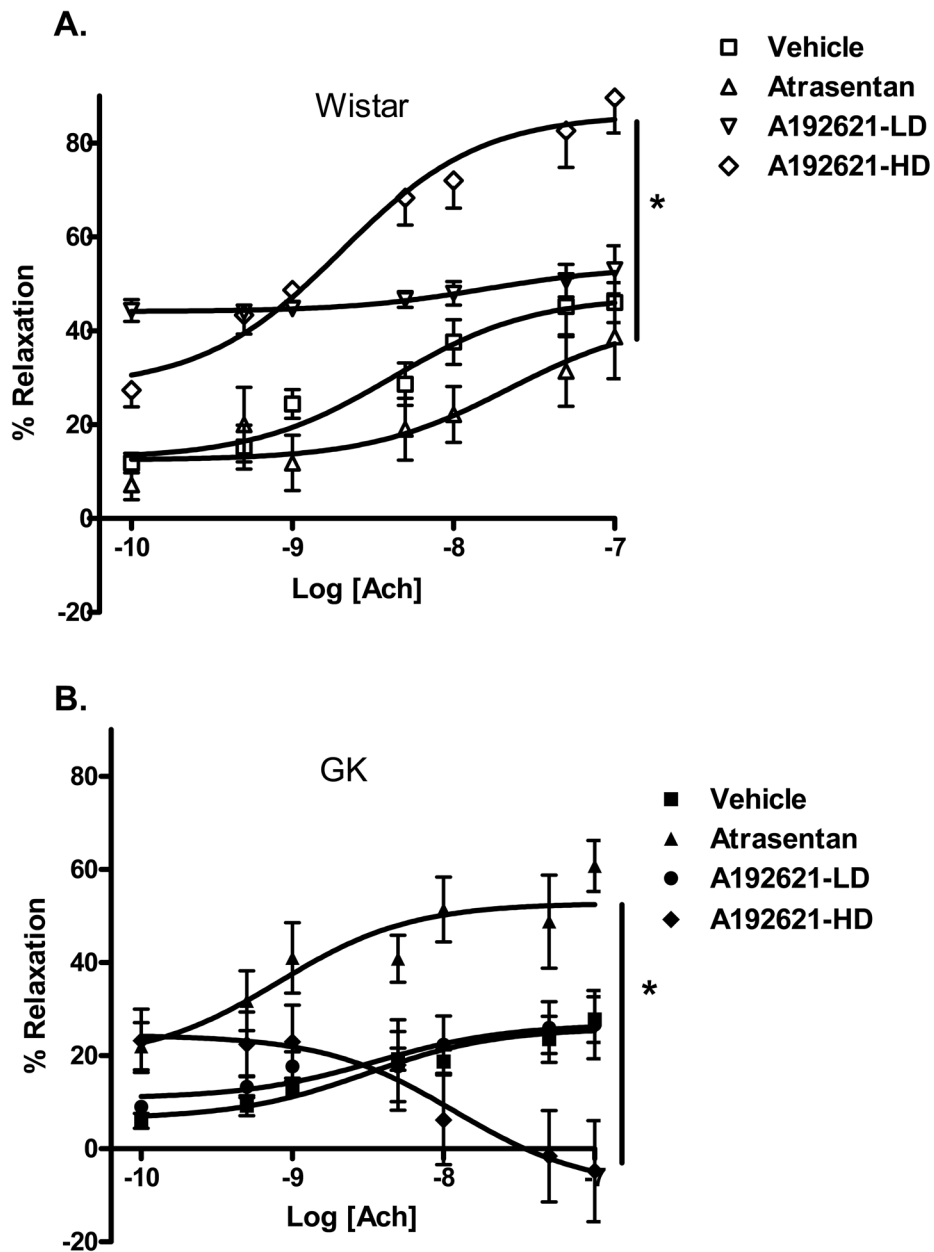 A.
Wistar
Vehicle
Atrasentan
A192621-LD
A192621-HD
80
60
40
20
0
-20
% Relaxation
*
-10 -9 -8 -7
Log [Ach]
B.
GK
Vehicle
Atrasentan
A192621-LD
A192621-HD
80
60
40
20
0
-20
% Relaxation
*
-10 -9 -8 -7
Log [Ach]